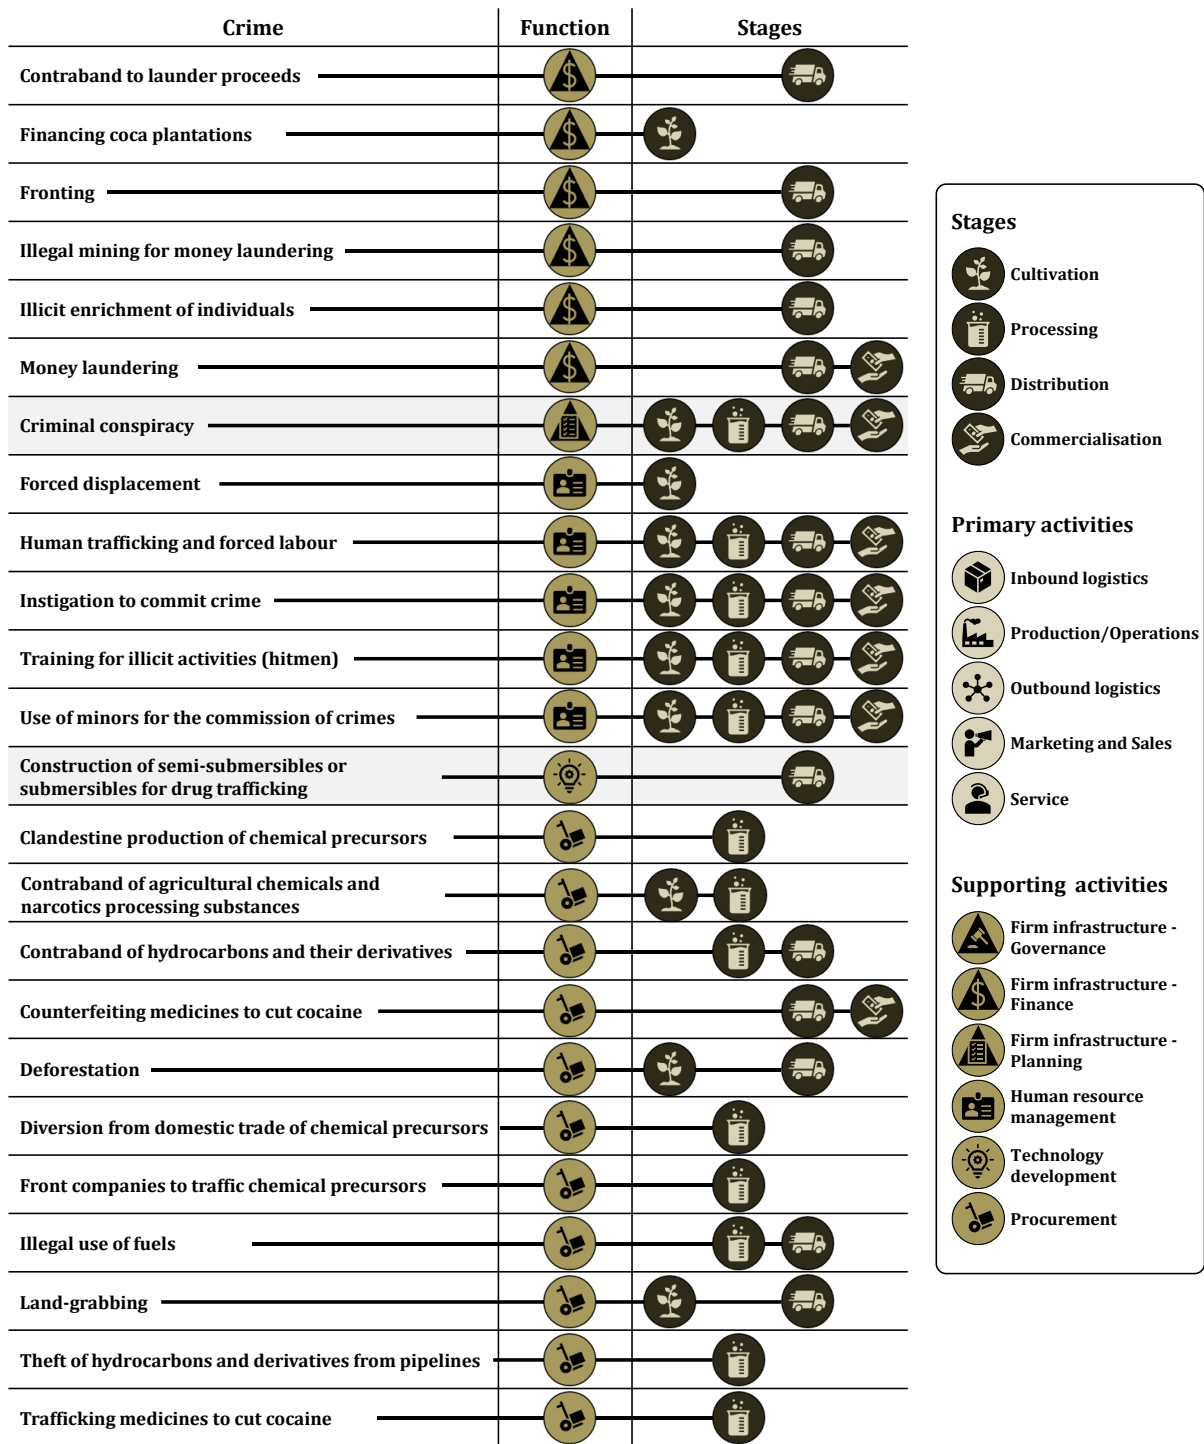 Crime Function Stages
Contraband to launder proceeds
Financing coca plantations
Fronting
Illegal mining for money laundering
Illicit enrichment of individuals
Money laundering
Criminal conspiracy
Forced displacement
Human trafficking and forced labour
Instigation to commit crime
Training for illicit activities (hitmen)
Use of minors for the commission of crimes
Construction of semi-submersibles or
submersibles for drug trafficking
Clandestine production of chemical precursors
Contraband of agricultural chemicals and
narcotics processing substances
Contraband of hydrocarbons and their derivatives
Counterfeiting medicines to cut cocaine
Deforestation
Diversion from domestic trade of chemical precursors
Front companies to traffic chemical precursors
Illegal use of fuels
Land-grabbing
Theft of hydrocarbons and derivatives from pipelines
Trafficking medicines to cut cocaine
Stages
Cultivation
Processing
Distribution
Commercialisation
Primary activities
Inbound logistics
Production/Operations
Outbound logistics
Marketing and Sales
Service
Supporting activities
Firm infrastructure -
Governance
Firm infrastructure -
Finance
Firm infrastructure -
Planning
Human resource
management
Technology
development
Procurement